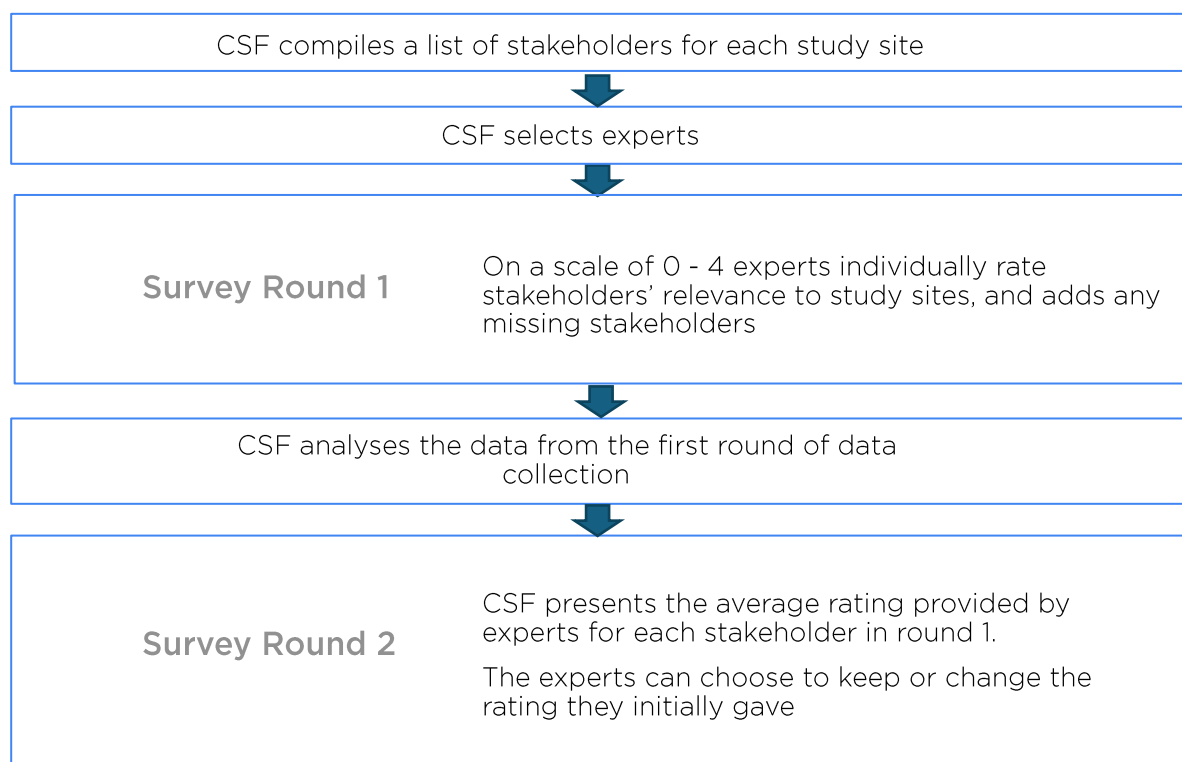 CSF compiles a list of stakeholders for each study site
CSF selects experts
Survey Round 1
On a scale of 0 - 4 experts individually rate
stakeholders’ relevance to study sites, and adds any
missing stakeholders
CSF analyses the data from the first round of data
collection
Survey Round 2
CSF presents the average rating provided by
experts for each stakeholder in round 1.
The experts can choose to keep or change the
rating they initially gave